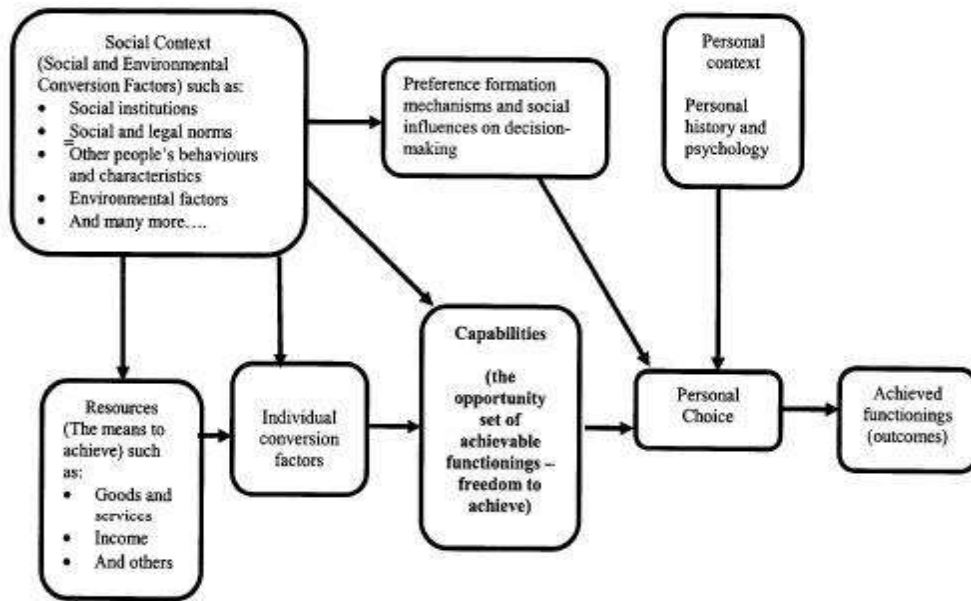 Social Context
(Social and Environmental
Conversion Factors) such as:
• Social institutions
• Social and legal norms
• Other people's behaviours
and characteristics
• Environmental factors
• And many more….
Preference formation
mechanisms and social
influences on decision-
making
Personal
context
Personal
history and
psychology
Resources
(The means to
achieve) such
as:
• Goods and
services
• Income
• And others
Individual
conversion
factors
Capabilities
(the
opportunity
set of
achievable
functionings –
freedom to
achieve)
Personal
Choice
Achieved
functionings
(outcomes)